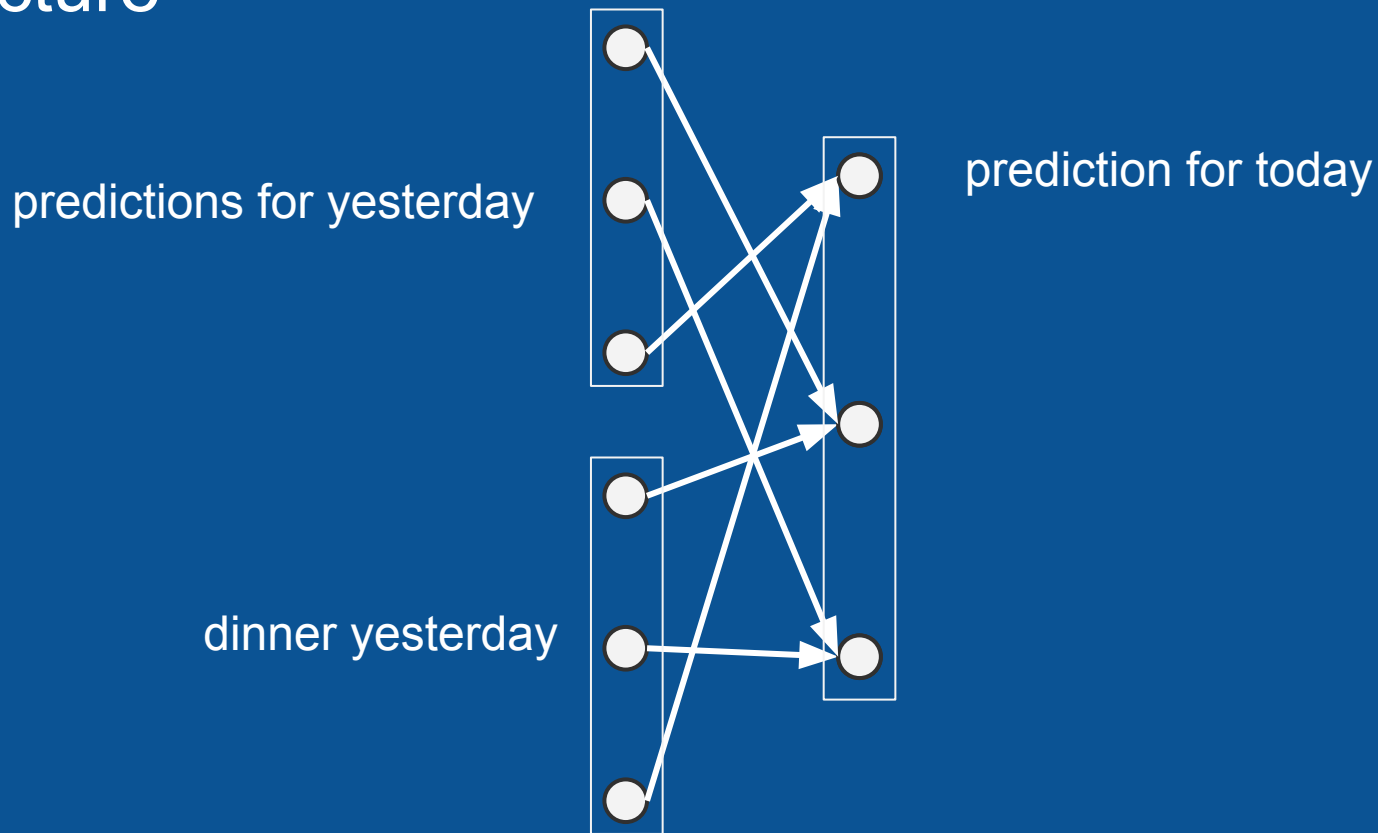 predictions for yesterday
prediction for today
dinner yesterday